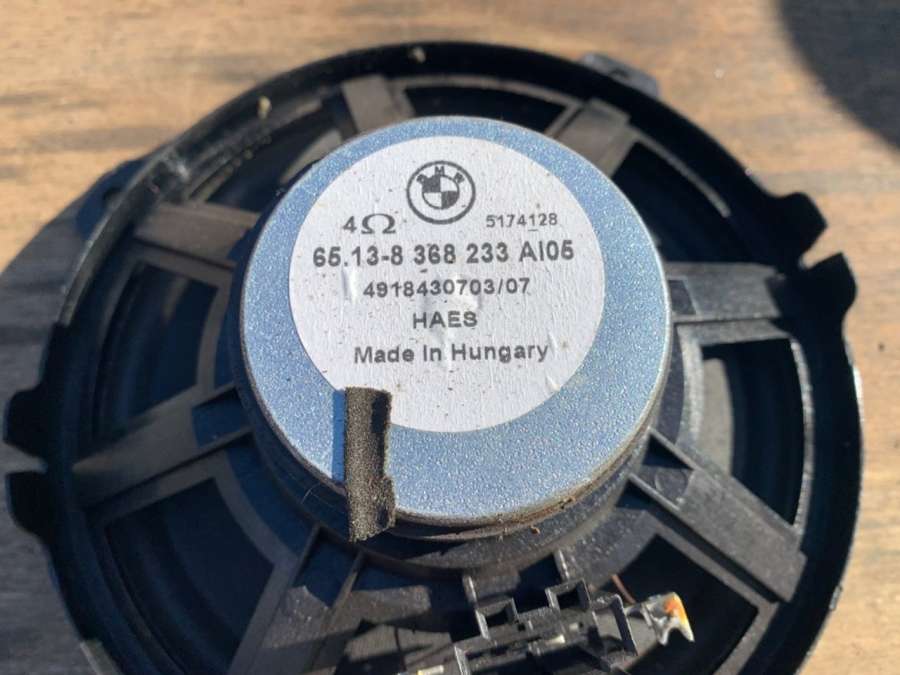 BMW
4Ω 5174128
65.13-8 368 233 AI05
4918430703/07
HAES
Made In Hungary